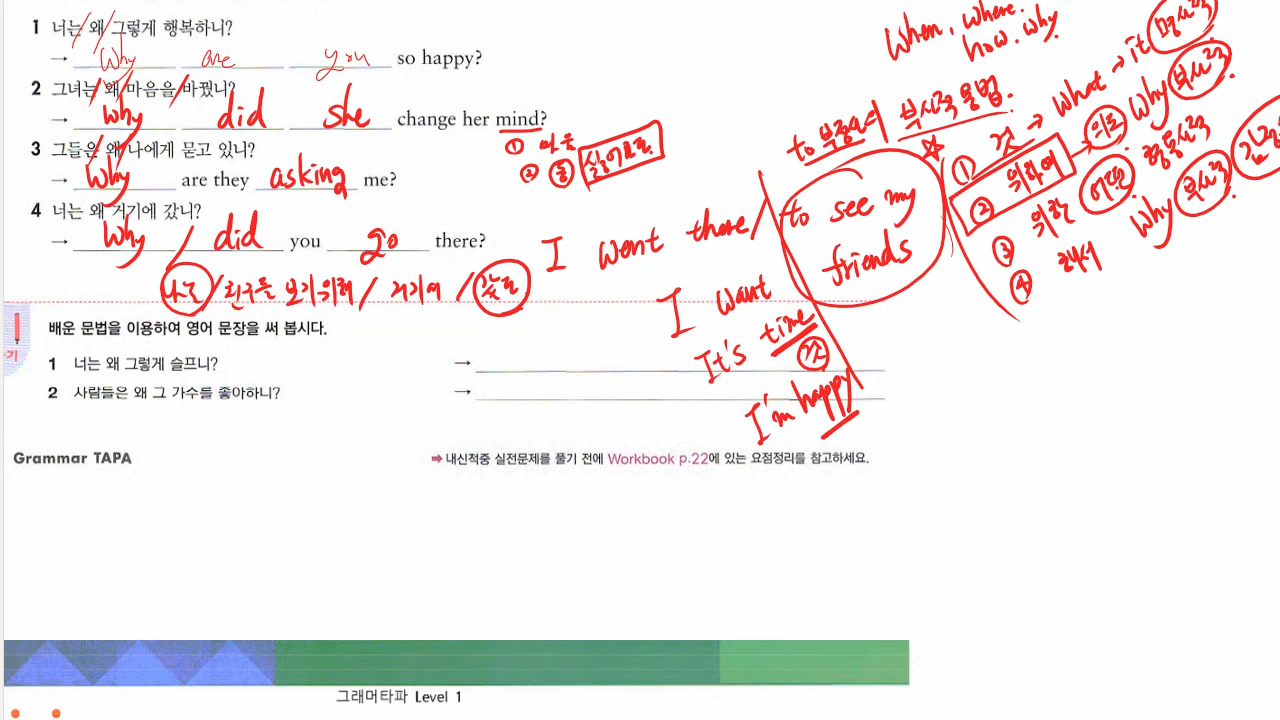 1 너는 왜 그렇게 행복하니?
→ Why are you so happy?
2 그녀는 왜 마음을 바꿨니?
→ why did she change her mind?
① 마음
② 싫어하다
3 그들은 왜 나에게 묻고 있니?
→ Why are they asking me?
4 너는 왜 거기에 갔니?
→ Why did you go there?
나는 / 친구를 보기위해 / 거기에 / 갔다
When, where.
how. why
to 부정사의 부사적 용법.
① 것 → what → it 명사적
② 위하여 → 의도 Why 부사적
③ 위한 어떤 형용사적
④ 해서 Why 부사적 감정
I went there / to see my
friends
I want
It's time
것
I'm happy
배운 문법을 이용하여 영어 문장을 써 봅시다.
1 너는 왜 그렇게 슬프니? →
2 사람들은 왜 그 가수를 좋아하니? →
Grammar TAPA
➡ 내신적중 실전문제를 풀기 전에 Workbook p.22에 있는 요점정리를 참고하세요.
그래머타파 Level 1